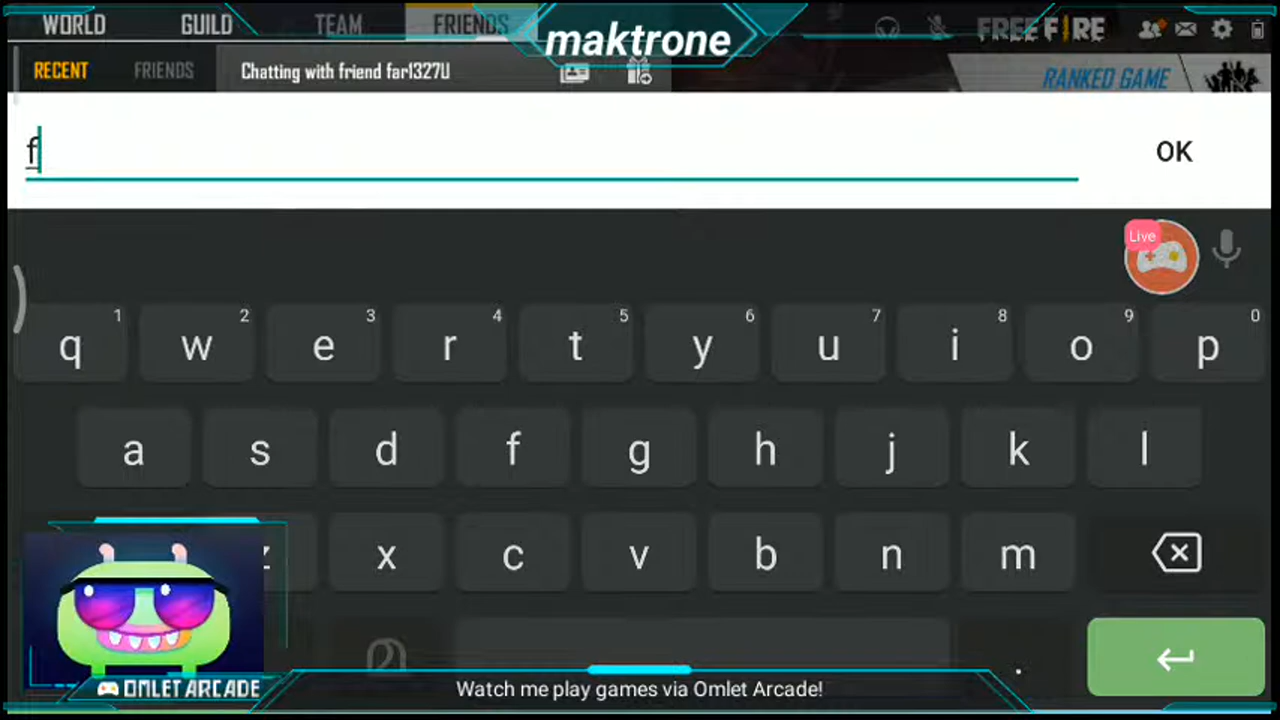 WORLD GUILD TEAM FRIENDS maktrone FREE FIRE
RECENT FRIENDS Chatting with friend far1327U RANKED GAME
f OK
Live
q 1 w 2 e 3 r 4 t 5 y 6 u 7 i 8 o 9 p 0
a s d f g h j k l
z x c v b n m
.
OMLET ARCADE Watch me play games via Omlet Arcade!